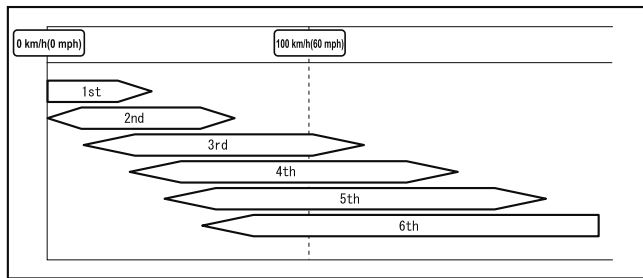 0 km/h(0 mph)
100 km/h(60 mph)
1st
2nd
3rd
4th
5th
6th